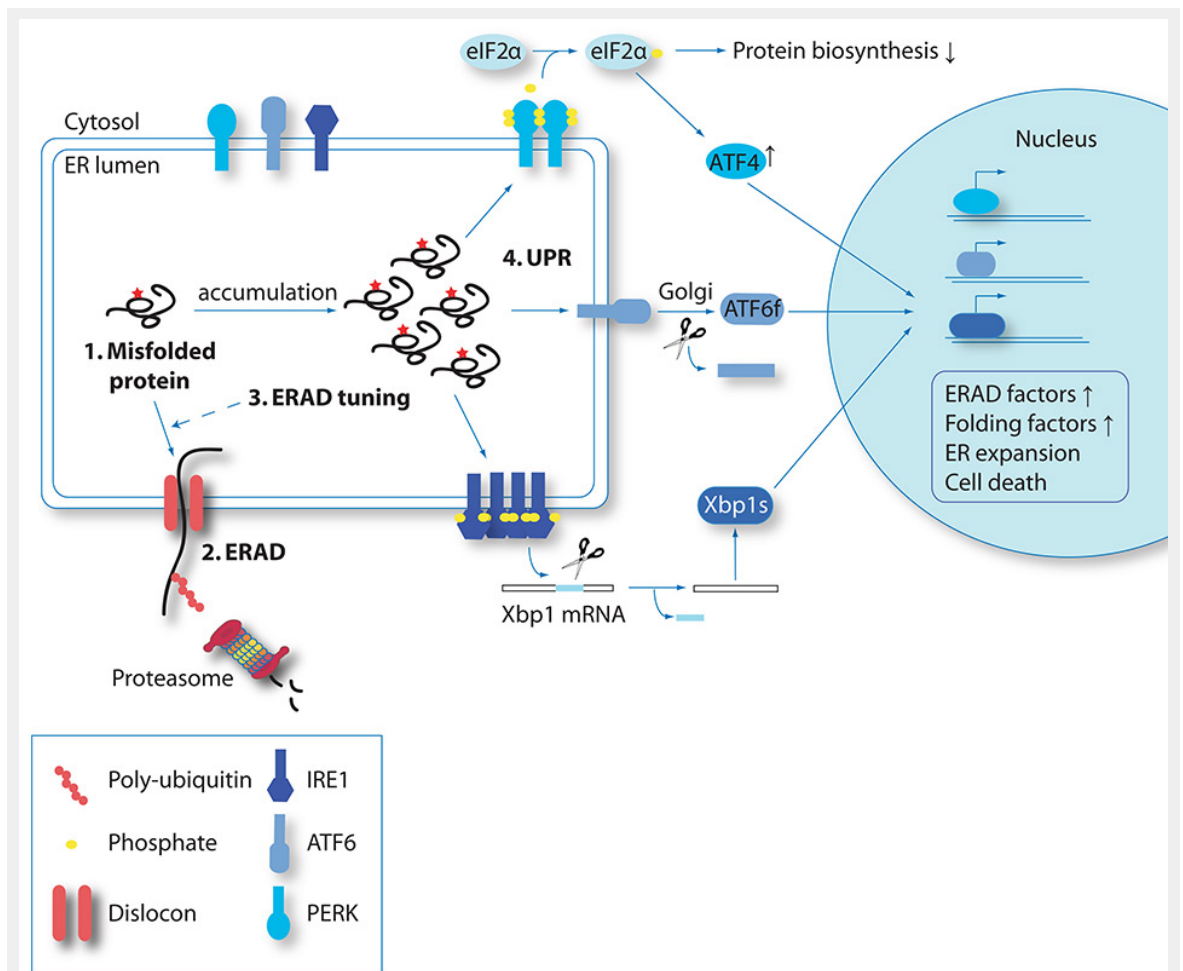 eIF2α
eIF2α
Protein biosynthesis ↓
Cytosol
ER lumen
ATF4 ↑
Nucleus
4. UPR
accumulation
Golgi
ATF6f
1. Misfolded
protein
3. ERAD tuning
ERAD factors ↑
Folding factors ↑
ER expansion
Cell death
Xbp1s
2. ERAD
Xbp1 mRNA
Proteasome
Poly-ubiquitin
IRE1
Phosphate
ATF6
Dislocon
PERK